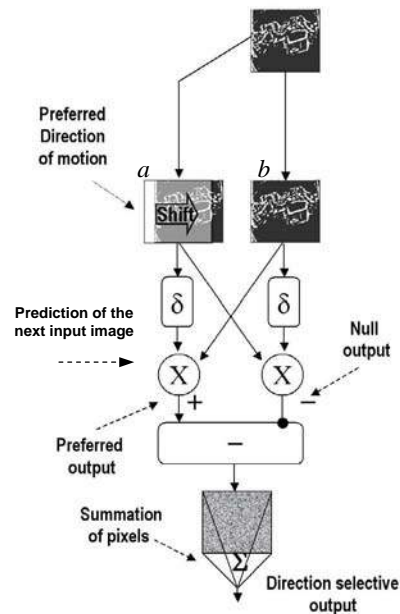 Preferred
Direction
of motion
a
b
Shift
δ
δ
Prediction of the
next input image
Null
output
X
X
+
−
Preferred
output
−
Summation
of pixels
Σ
Direction selective
output